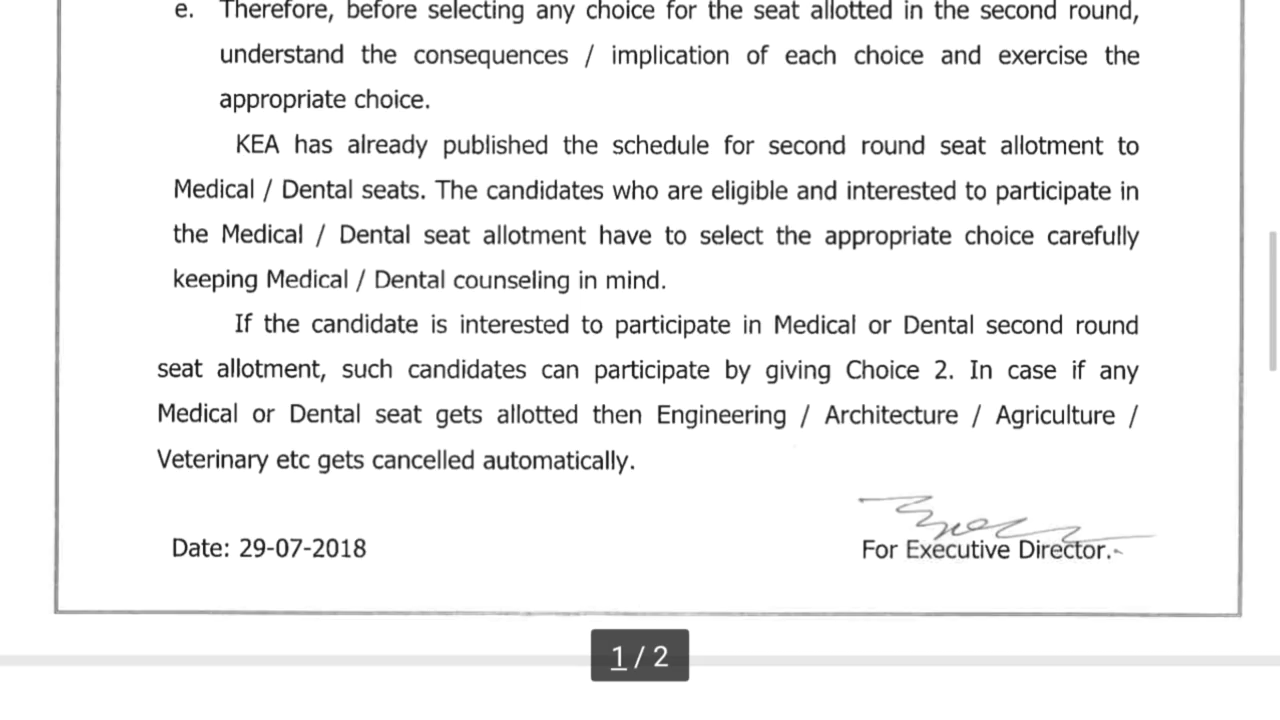 e. Therefore, before selecting any choice for the seat allotted in the second round,
understand the consequences / implication of each choice and exercise the
appropriate choice.
KEA has already published the schedule for second round seat allotment to
Medical / Dental seats. The candidates who are eligible and interested to participate in
the Medical / Dental seat allotment have to select the appropriate choice carefully
keeping Medical / Dental counseling in mind.
If the candidate is interested to participate in Medical or Dental second round
seat allotment, such candidates can participate by giving Choice 2. In case if any
Medical or Dental seat gets allotted then Engineering / Architecture / Agriculture /
Veterinary etc gets cancelled automatically.
Date: 29-07-2018
For Executive Director.
1 / 2